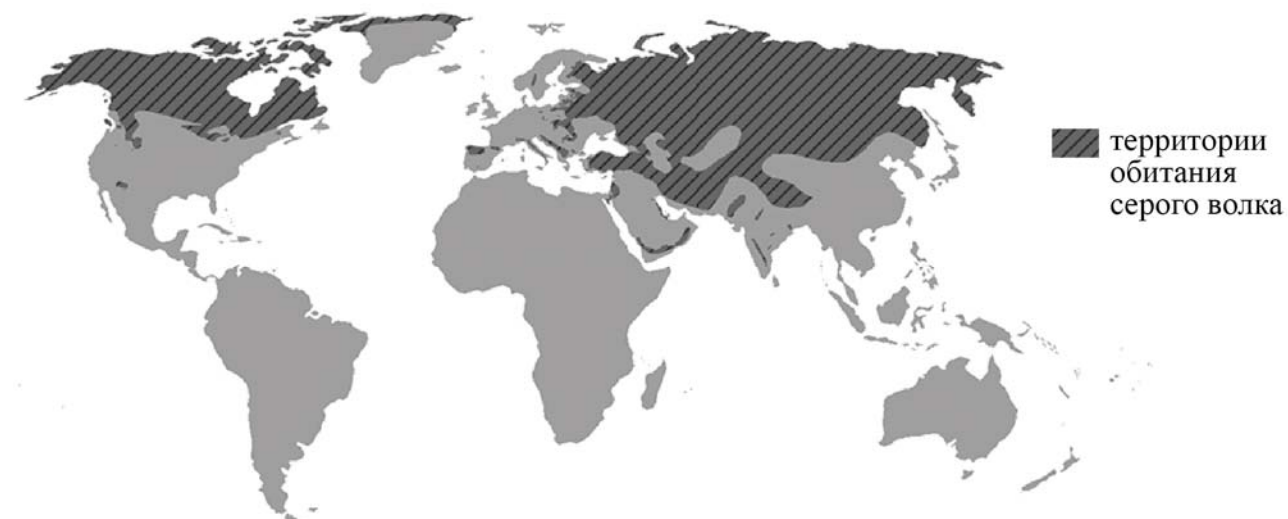 территории
обитания
серого волка